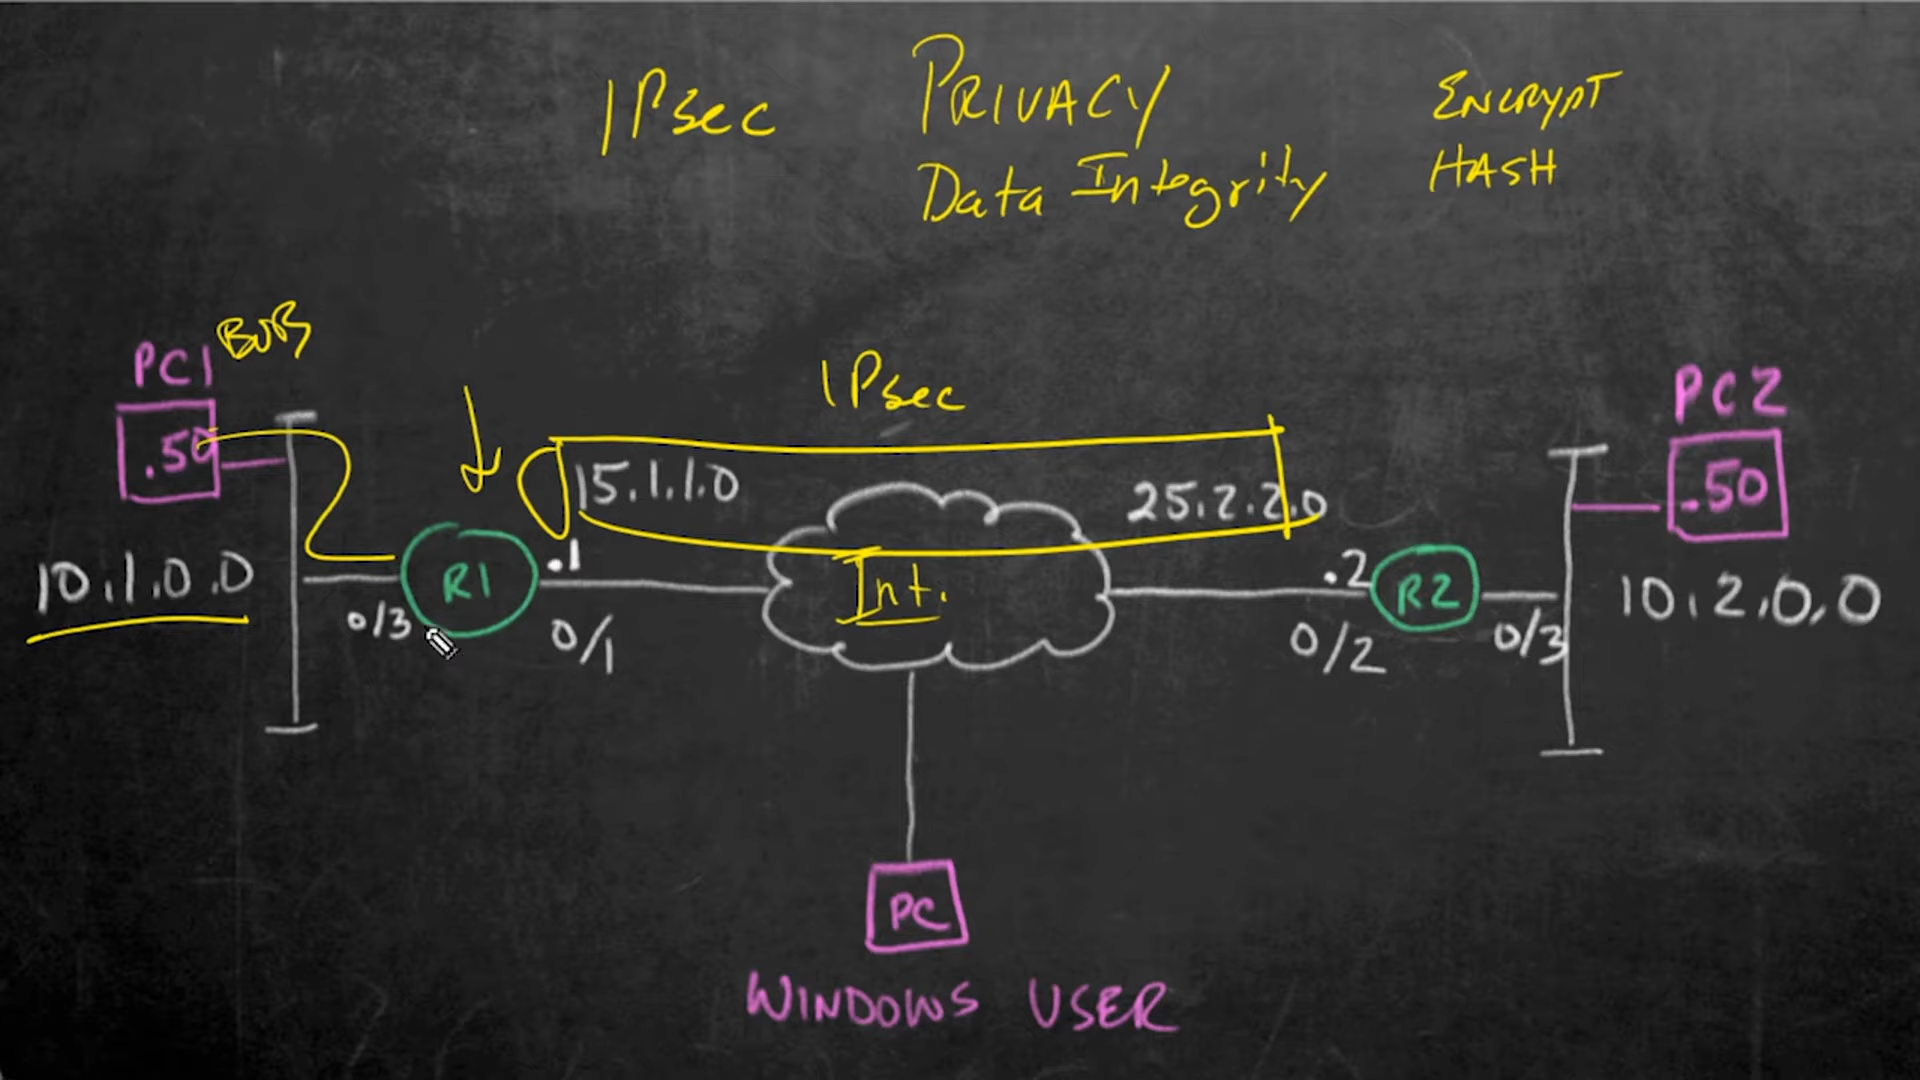 IPsec PRIVACY ENCRYPT
Data Integrity HASH
BOB
PC1
IPsec
PC2
.50
15.1.1.0
25.2.2.0
.50
10.1.0.0
R1
.1
Int.
.2
R2
10.2.0.0
0/3
0/1
0/2
0/3
PC
WINDOWS USER